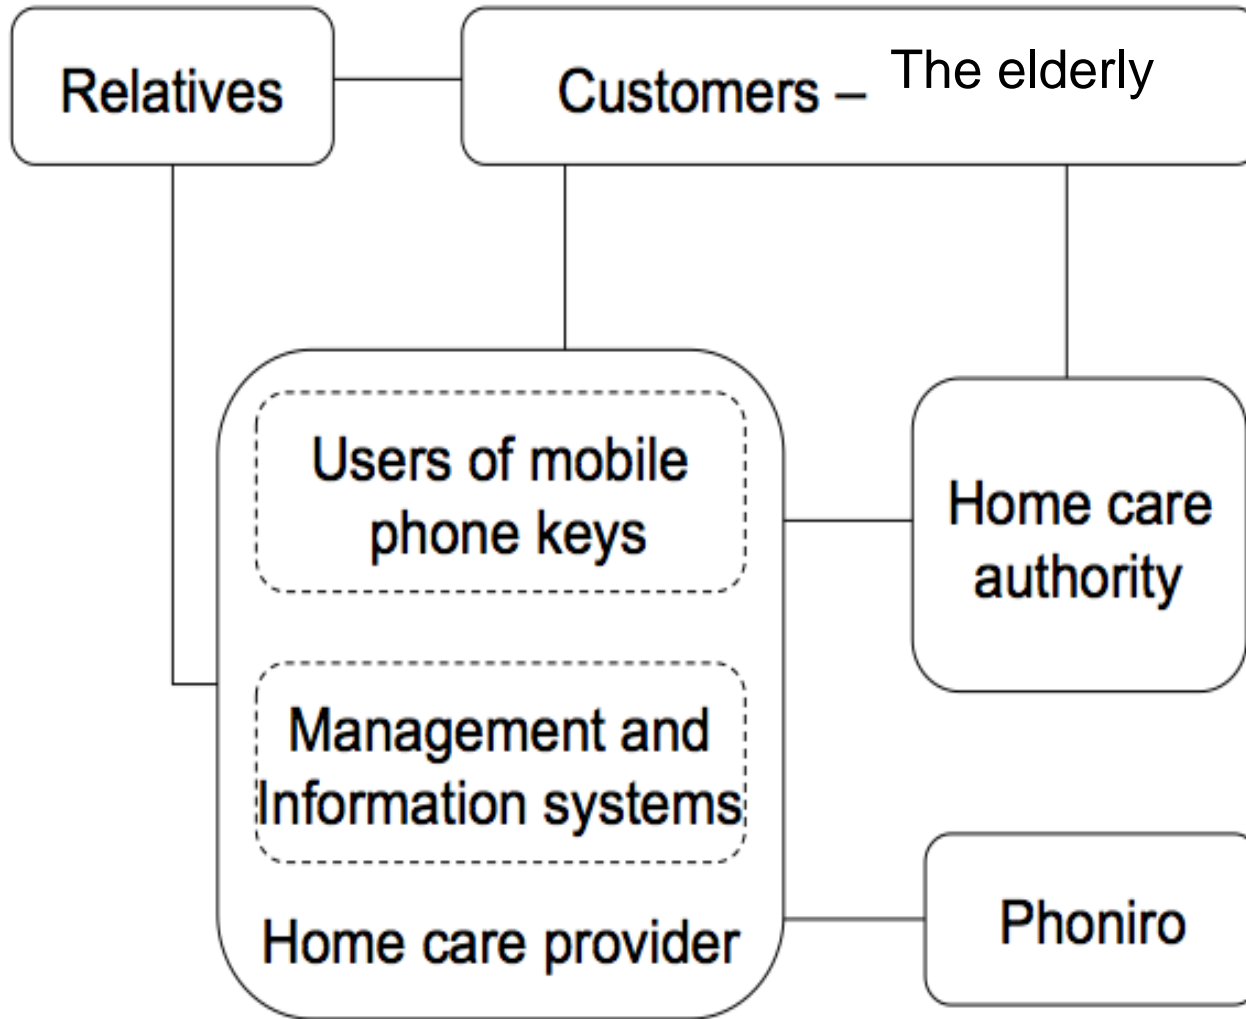 Relatives
Customers – The elderly
Users of mobile
phone keys
Home care
authority
Management and
Information systems
Home care provider
Phoniro